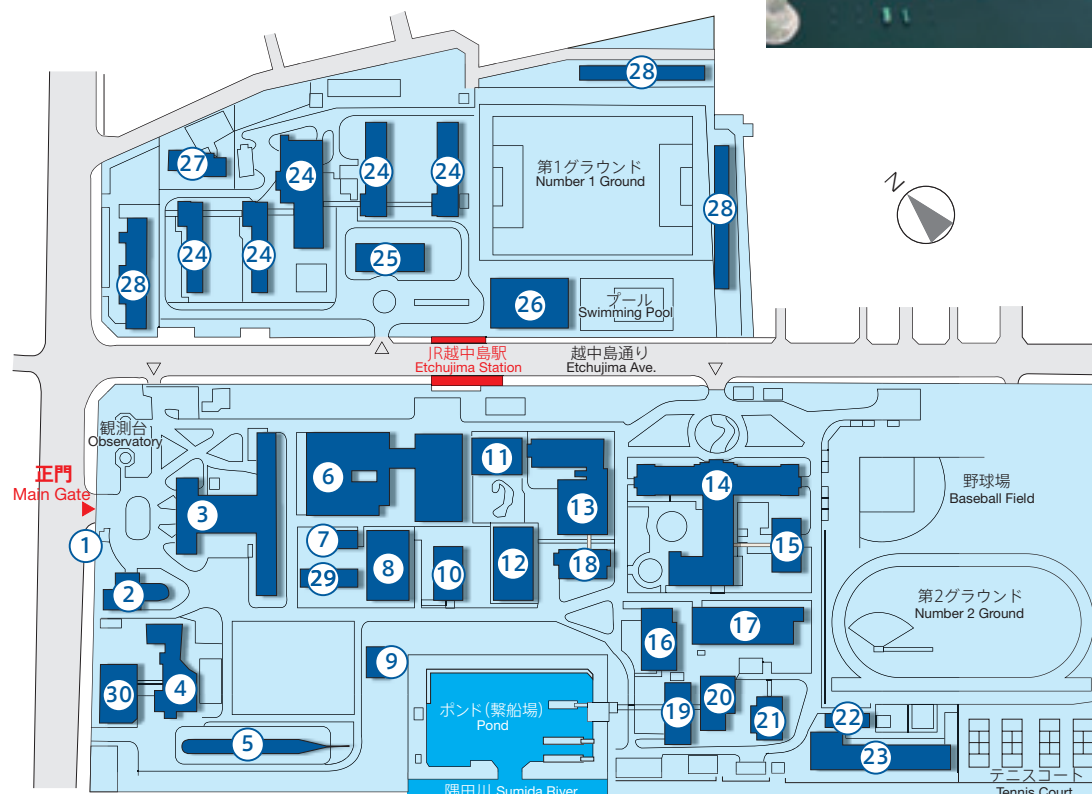 28
27
24
24
24
第1グラウンド
Number 1 Ground
N
28
24
24
25
28
26
プール
Swimming Pool
JR越中島駅
Etchujima Station
越中島通り
Etchujima Ave.
観測台
Observatory
正門
Main Gate
1
2
3
6
11
13
14
野球場
Baseball Field
7
8
10
12
18
15
29
第2グラウンド
Number 2 Ground
16
17
9
30
4
5
ポンド(繋船場)
Pond
19
20
21
22
23
テニスコート
Tennis Court
隅田川 Sumida River